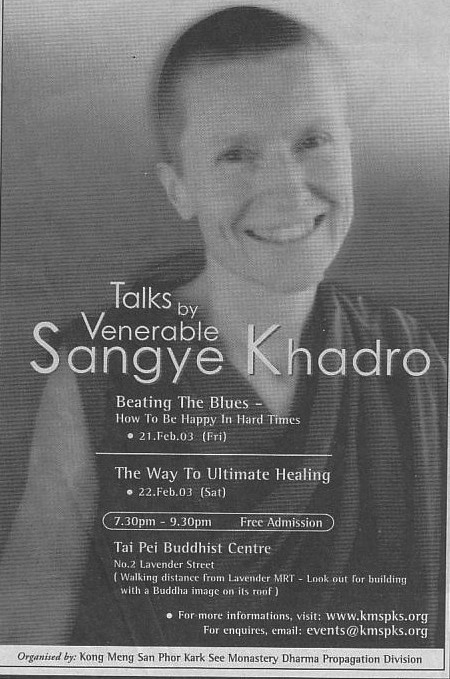 Talks by
Venerable
Sangye Khadro
Beating The Blues –
How To Be Happy In Hard Times
• 21.Feb.03 (Fri)
The Way To Ultimate Healing
• 22.Feb.03 (Sat)
7.30pm - 9.30pm Free Admission
Tai Pei Buddhist Centre
No.2 Lavender Street
( Walking distance from Lavender MRT - Look out for building
with a Buddha image on its roof )
• For more informations, visit: www.kmspks.org
For enquires, email: events@kmspks.org
Organised by: Kong Meng San Phor Kark See Monastery Dharma Propagation Division